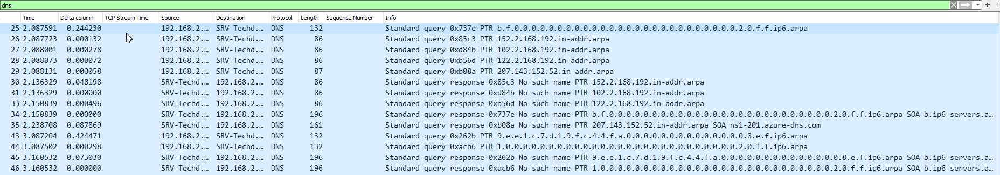 dns + T
Time Delta column TCP Stream Time Source Destination Protocol Length Sequence Number Info
25 2.087591 0.244230 192.168.2.… SRV-Techd.… DNS 132 Standard query 0x737e PTR b.f.0.0.0.0.0.0.0.0.0.0.0.0.0.0.0.0.0.0.0.0.0.0.0.0.0.0.2.0.f.f.ip6.arpa
26 2.087723 0.000132 192.168.2.… SRV-Techd.… DNS 86 Standard query 0x85c3 PTR 152.2.168.192.in-addr.arpa
27 2.088001 0.000278 192.168.2.… SRV-Techd.… DNS 86 Standard query 0xd84b PTR 102.2.168.192.in-addr.arpa
28 2.088073 0.000072 192.168.2.… SRV-Techd.… DNS 86 Standard query 0xb56d PTR 122.2.168.192.in-addr.arpa
29 2.088131 0.000058 192.168.2.… SRV-Techd.… DNS 87 Standard query 0xb08a PTR 207.143.152.52.in-addr.arpa
30 2.136329 0.048198 SRV-Techd.… 192.168.2.… DNS 86 Standard query response 0x85c3 No such name PTR 152.2.168.192.in-addr.arpa
31 2.136329 0.000000 SRV-Techd.… 192.168.2.… DNS 86 Standard query response 0xd84b No such name PTR 102.2.168.192.in-addr.arpa
33 2.150839 0.000496 SRV-Techd.… 192.168.2.… DNS 86 Standard query response 0xb56d No such name PTR 122.2.168.192.in-addr.arpa
34 2.150839 0.000000 SRV-Techd.… 192.168.2.… DNS 196 Standard query response 0x737e No such name PTR b.f.0.0.0.0.0.0.0.0.0.0.0.0.0.0.0.0.0.0.0.0.0.0.0.0.0.0.2.0.f.f.ip6.arpa SOA b.ip6-servers.a…
35 2.238708 0.087869 SRV-Techd.… 192.168.2.… DNS 161 Standard query response 0xb08a No such name PTR 207.143.152.52.in-addr.arpa SOA ns1-201.azure-dns.com
43 3.087204 0.424471 192.168.2.… SRV-Techd.… DNS 132 Standard query 0x262b PTR 9.e.e.1.c.7.d.1.9.f.c.4.4.f.a.0.0.0.0.0.0.0.0.0.0.0.0.0.0.8.e.f.ip6.arpa
44 3.087502 0.000298 192.168.2.… SRV-Techd.… DNS 132 Standard query 0xacb6 PTR 1.0.0.0.0.0.0.0.0.0.0.0.0.0.0.0.0.0.0.0.0.0.0.0.0.0.0.0.2.0.f.f.ip6.arpa
45 3.160532 0.073030 SRV-Techd.… 192.168.2.… DNS 196 Standard query response 0x262b No such name PTR 9.e.e.1.c.7.d.1.9.f.c.4.4.f.a.0.0.0.0.0.0.0.0.0.0.0.0.0.0.8.e.f.ip6.arpa SOA b.ip6-servers.a…
46 3.160532 0.000000 SRV-Techd.… 192.168.2.… DNS 196 Standard query response 0xacb6 No such name PTR 1.0.0.0.0.0.0.0.0.0.0.0.0.0.0.0.0.0.0.0.0.0.0.0.0.0.0.0.2.0.f.f.ip6.arpa SOA b.ip6-servers.a…